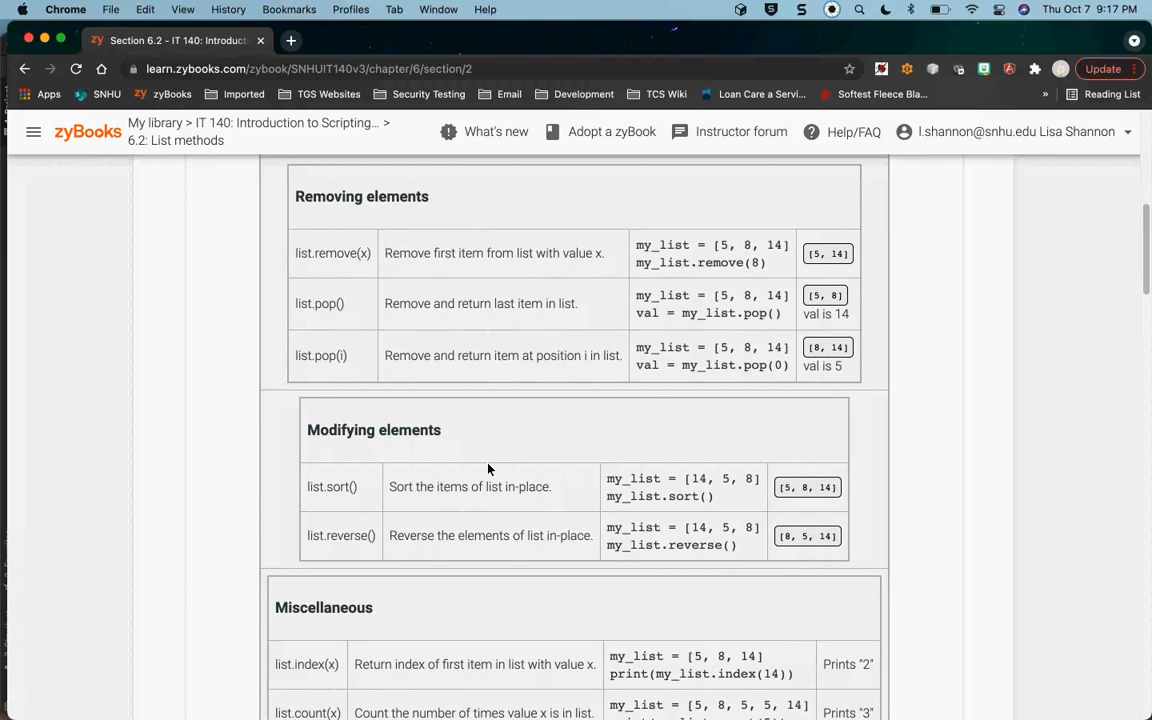 Chrome File Edit View History Bookmarks Profiles Tab Window Help Thu Oct 7 9:17 PM
zy Section 6.2 - IT 140: Introduct
learn.zybooks.com/zybook/SNHUIT140v3/chapter/6/section/2 Update
Apps SNHU zyBooks Imported TGS Websites Security Testing Email Development TCS Wiki Loan Care a Servi... Softest Fleece Bla... » Reading List
zyBooks My library > IT 140: Introduction to Scripting... > What's new Adopt a zyBook Instructor forum Help/FAQ l.shannon@snhu.edu Lisa Shannon
6.2: List methods
Removing elements
list.remove(x) Remove first item from list with value x. my_list = [5, 8, 14] [5, 14]
my_list.remove(8)
list.pop() Remove and return last item in list. my_list = [5, 8, 14] [5, 8]
val = my_list.pop() val is 14
list.pop(i) Remove and return item at position i in list. my_list = [5, 8, 14] [8, 14]
val = my_list.pop(0) val is 5
Modifying elements
list.sort() Sort the items of list in-place. my_list = [14, 5, 8] [5, 8, 14]
my_list.sort()
list.reverse() Reverse the elements of list in-place. my_list = [14, 5, 8] [8, 5, 14]
my_list.reverse()
Miscellaneous
list.index(x) Return index of first item in list with value x. my_list = [5, 8, 14] Prints "2"
print(my_list.index(14))
list.count(x) Count the number of times value x is in list. my_list = [5, 8, 5, 5, 14] Prints "3"